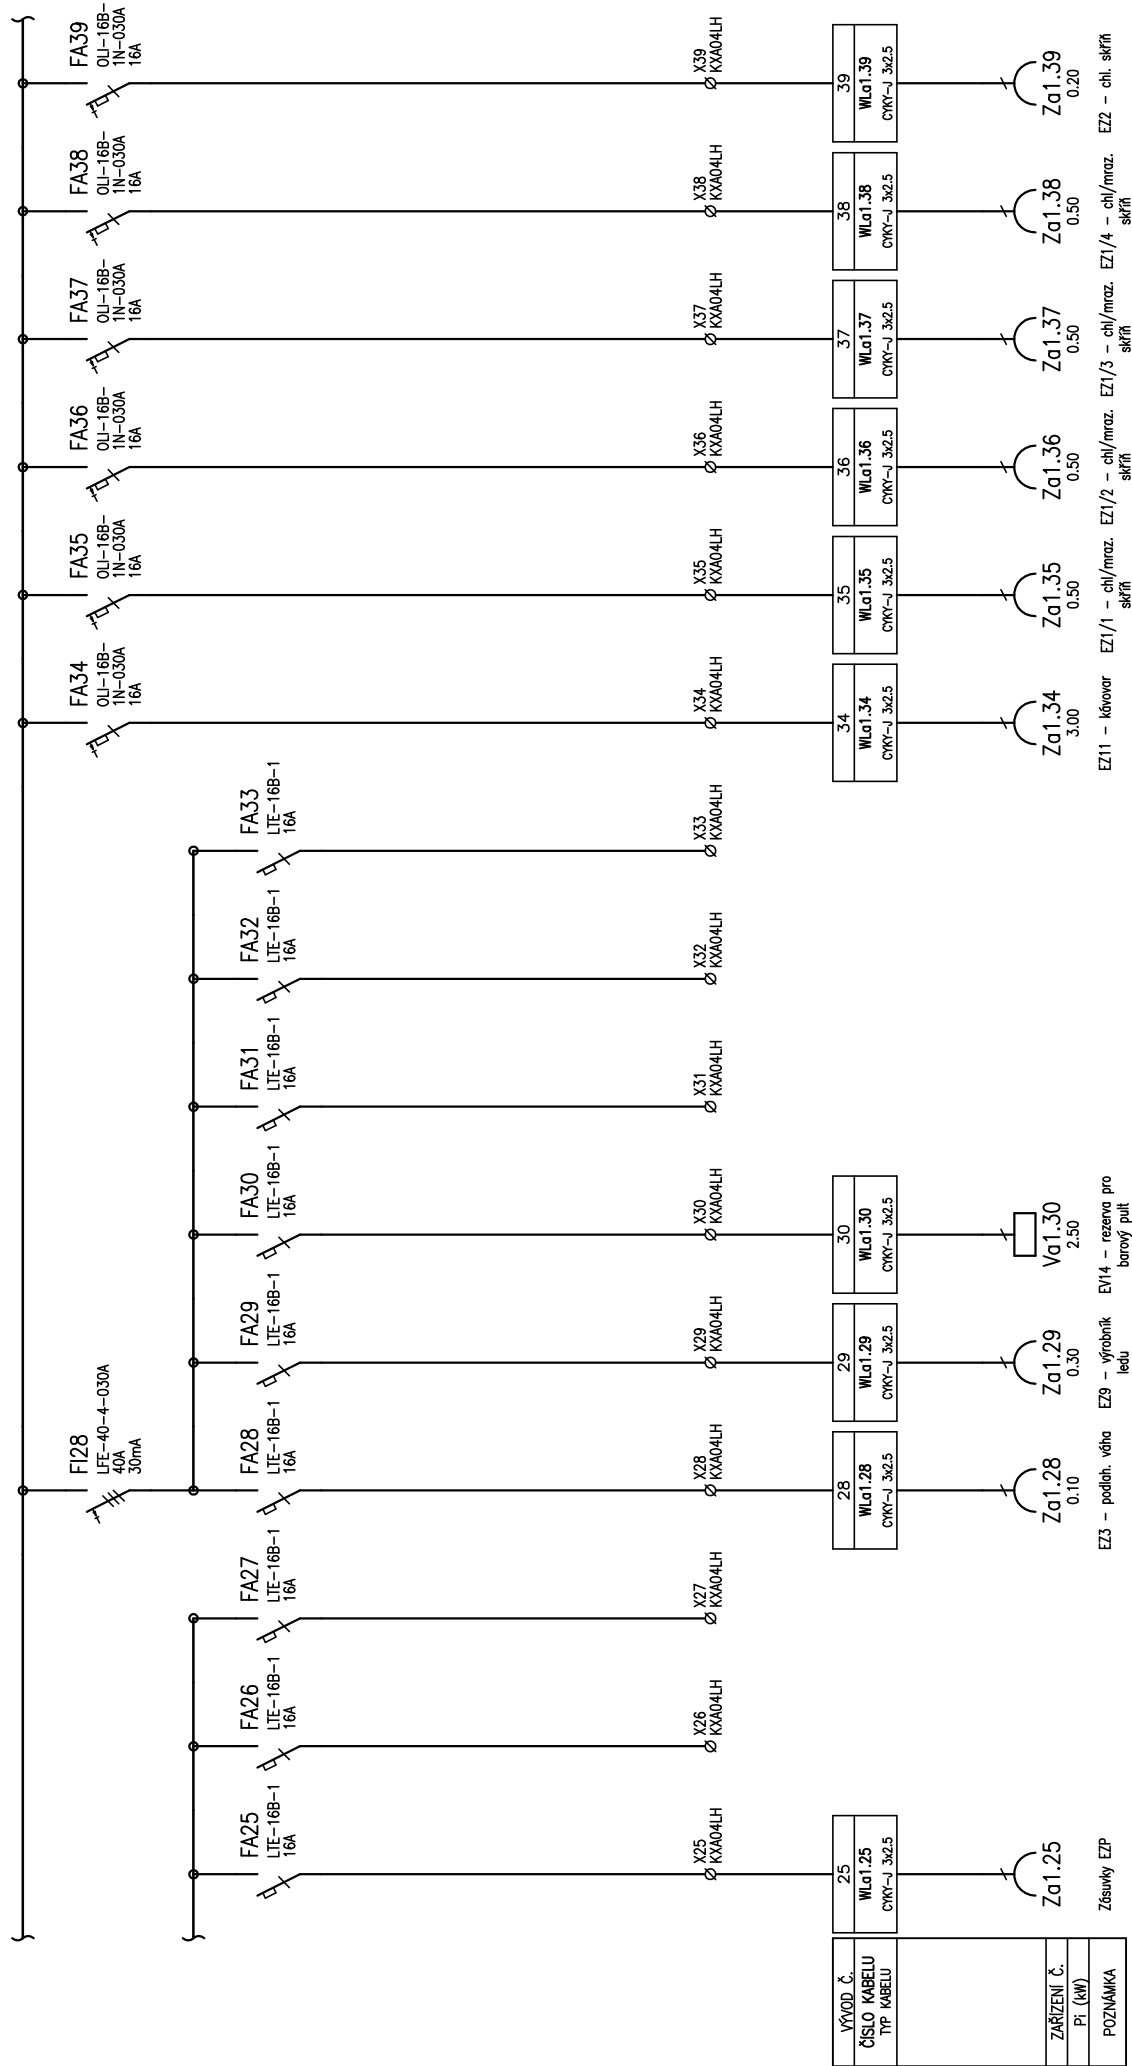 FI28
LFE-40-4-030A
40A
30mA
FA34
OLI-16B-
1N-030A
16A
FA35
OLI-16B-
1N-030A
16A
FA36
OLI-16B-
1N-030A
16A
FA37
OLI-16B-
1N-030A
16A
FA38
OLI-16B-
1N-030A
16A
FA39
OLI-16B-
1N-030A
16A
FA25
LTE-16B-1
16A
FA26
LTE-16B-1
16A
FA27
LTE-16B-1
16A
FA28
LTE-16B-1
16A
FA29
LTE-16B-1
16A
FA30
LTE-16B-1
16A
FA31
LTE-16B-1
16A
FA32
LTE-16B-1
16A
FA33
LTE-16B-1
16A
X25
KXA04LH
X26
KXA04LH
X27
KXA04LH
X28
KXA04LH
X29
KXA04LH
X30
KXA04LH
X31
KXA04LH
X32
KXA04LH
X33
KXA04LH
X34
KXA04LH
X35
KXA04LH
X36
KXA04LH
X37
KXA04LH
X38
KXA04LH
X39
KXA04LH
VÝVOD Č.
ČÍSLO KABELU
TYP KABELU
ZAŘÍZENÍ Č.
Pi (kW)
POZNÁMKA
25
WLa1.25
CYKY-J 3x2.5
Za1.25
Zásuvky EZP
28
WLa1.28
CYKY-J 3x2.5
Za1.28
0.10
EZ3 - podlah. váha
29
WLa1.29
CYKY-J 3x2.5
Za1.29
0.30
EZ9 - výrobník
ledu
30
WLa1.30
CYKY-J 3x2.5
Va1.30
2.50
EV14 - rezerva pro
barový pult
34
WLa1.34
CYKY-J 3x2.5
Za1.34
3.00
EZ11 - kávovar
35
WLa1.35
CYKY-J 3x2.5
Za1.35
0.50
EZ1/1 - chl/mraz.
skříň
36
WLa1.36
CYKY-J 3x2.5
Za1.36
0.50
EZ1/2 - chl/mraz.
skříň
37
WLa1.37
CYKY-J 3x2.5
Za1.37
0.50
EZ1/3 - chl/mraz.
skříň
38
WLa1.38
CYKY-J 3x2.5
Za1.38
0.50
EZ1/4 - chl/mraz.
skříň
39
WLa1.39
CYKY-J 3x2.5
Za1.39
0.20
EZ2 - chl. skříň